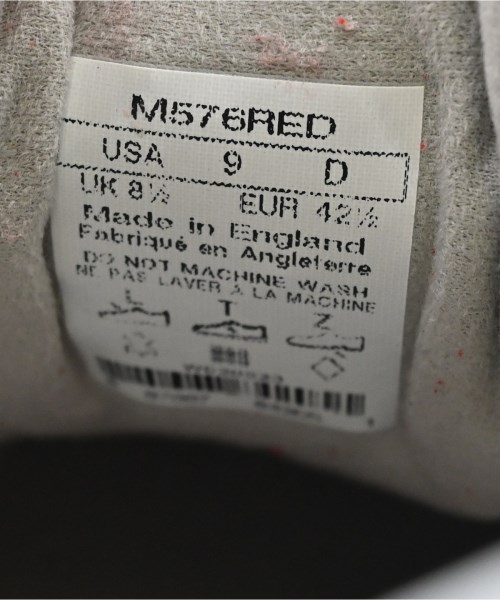 M576RED
USA 9 D
UK 8½ EUR 42½
Made in England
Fabriqué en Angleterre
DO NOT MACHINE WASH
NE PAS LAVER À LA MACHINE
L T Z